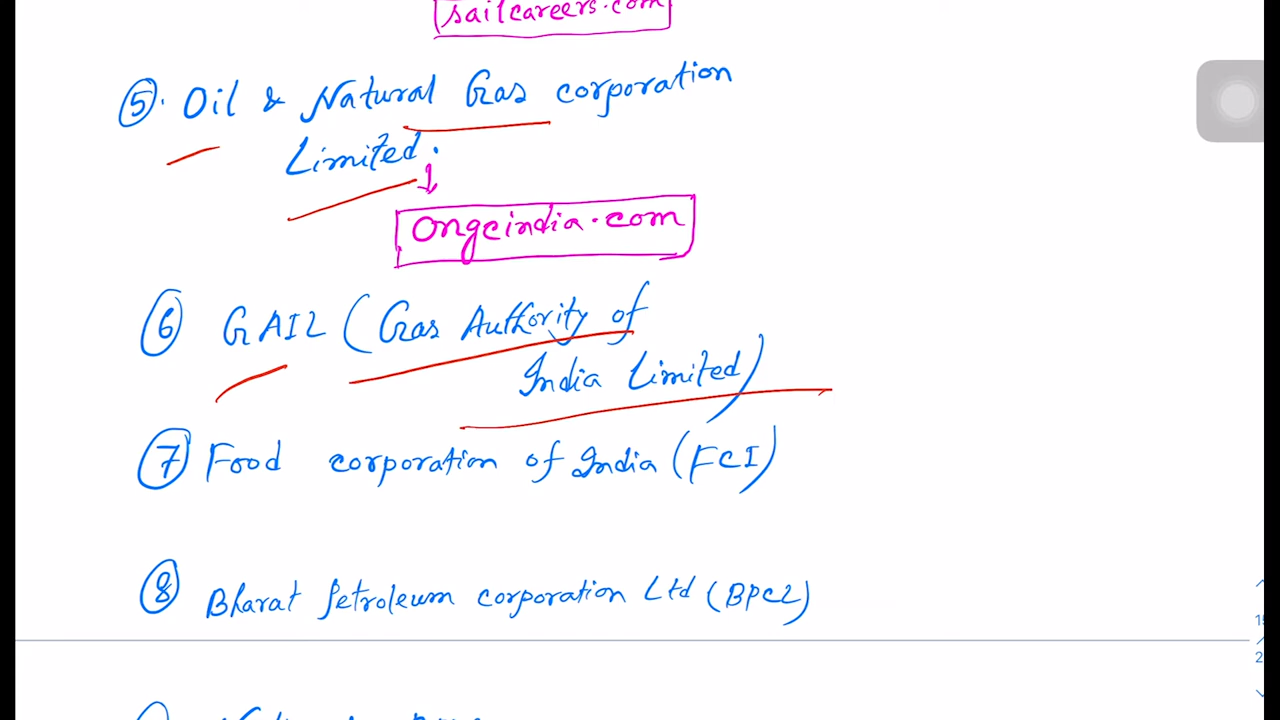 sailcareers.com
⑤. Oil & Natural Gas corporation
Limited.
ongcindia.com
⑥ GAIL (Gas Authority of
India Limited)
⑦ Food corporation of India (FCI)
⑧ Bharat Petroleum corporation Ltd (BPCL)